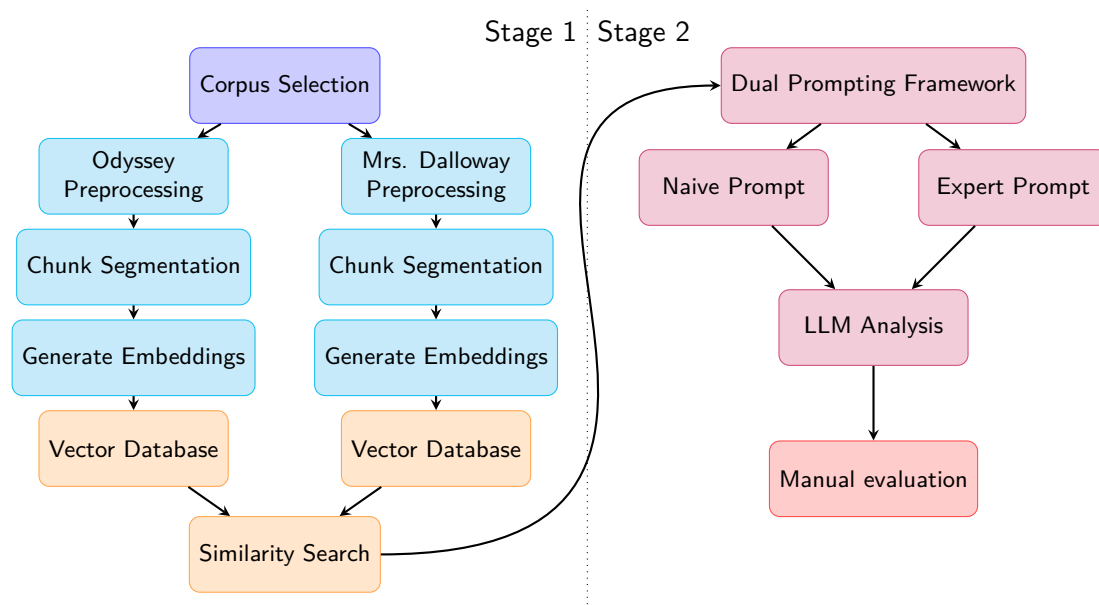 Stage 1
Stage 2
Corpus Selection
Odyssey
Preprocessing
Mrs. Dalloway
Preprocessing
Chunk Segmentation
Chunk Segmentation
Generate Embeddings
Generate Embeddings
Vector Database
Vector Database
Similarity Search
Dual Prompting Framework
Naive Prompt
Expert Prompt
LLM Analysis
Manual evaluation